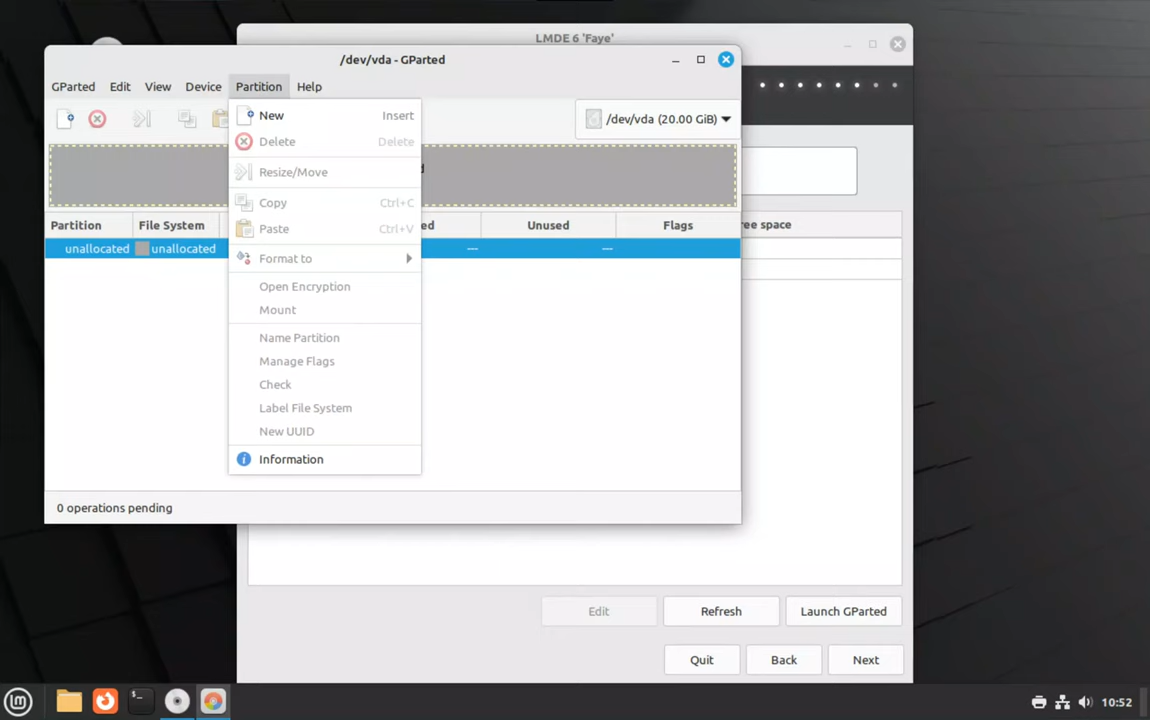 LMDE 6 'Faye'
/dev/vda - GParted
GParted Edit View Device Partition Help
/dev/vda (20.00 GiB)
New Insert
Delete Delete
Resize/Move
Copy Ctrl+C
Paste Ctrl+V
Format to
Open Encryption
Mount
Name Partition
Manage Flags
Check
Label File System
New UUID
Information
Partition File System Unused Flags
unallocated unallocated — —
0 operations pending
space
Edit Refresh Launch GParted
Quit Back Next
10:52